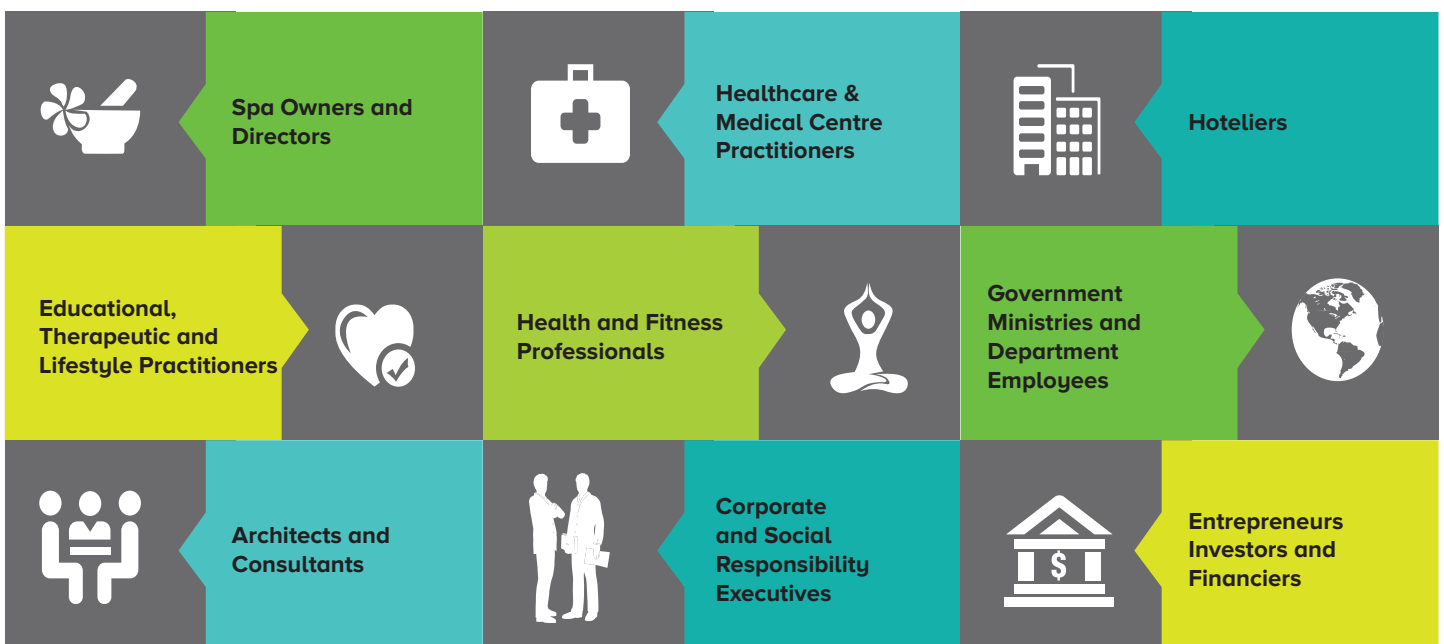 Spa Owners and
Directors
Healthcare &
Medical Centre
Practitioners
Hoteliers
Educational,
Therapeutic and
Lifestyle Practitioners
Health and Fitness
Professionals
Government
Ministries and
Department
Employees
Architects and
Consultants
Corporate
and Social
Responsibility
Executives
$
Entrepreneurs
Investors and
Financiers